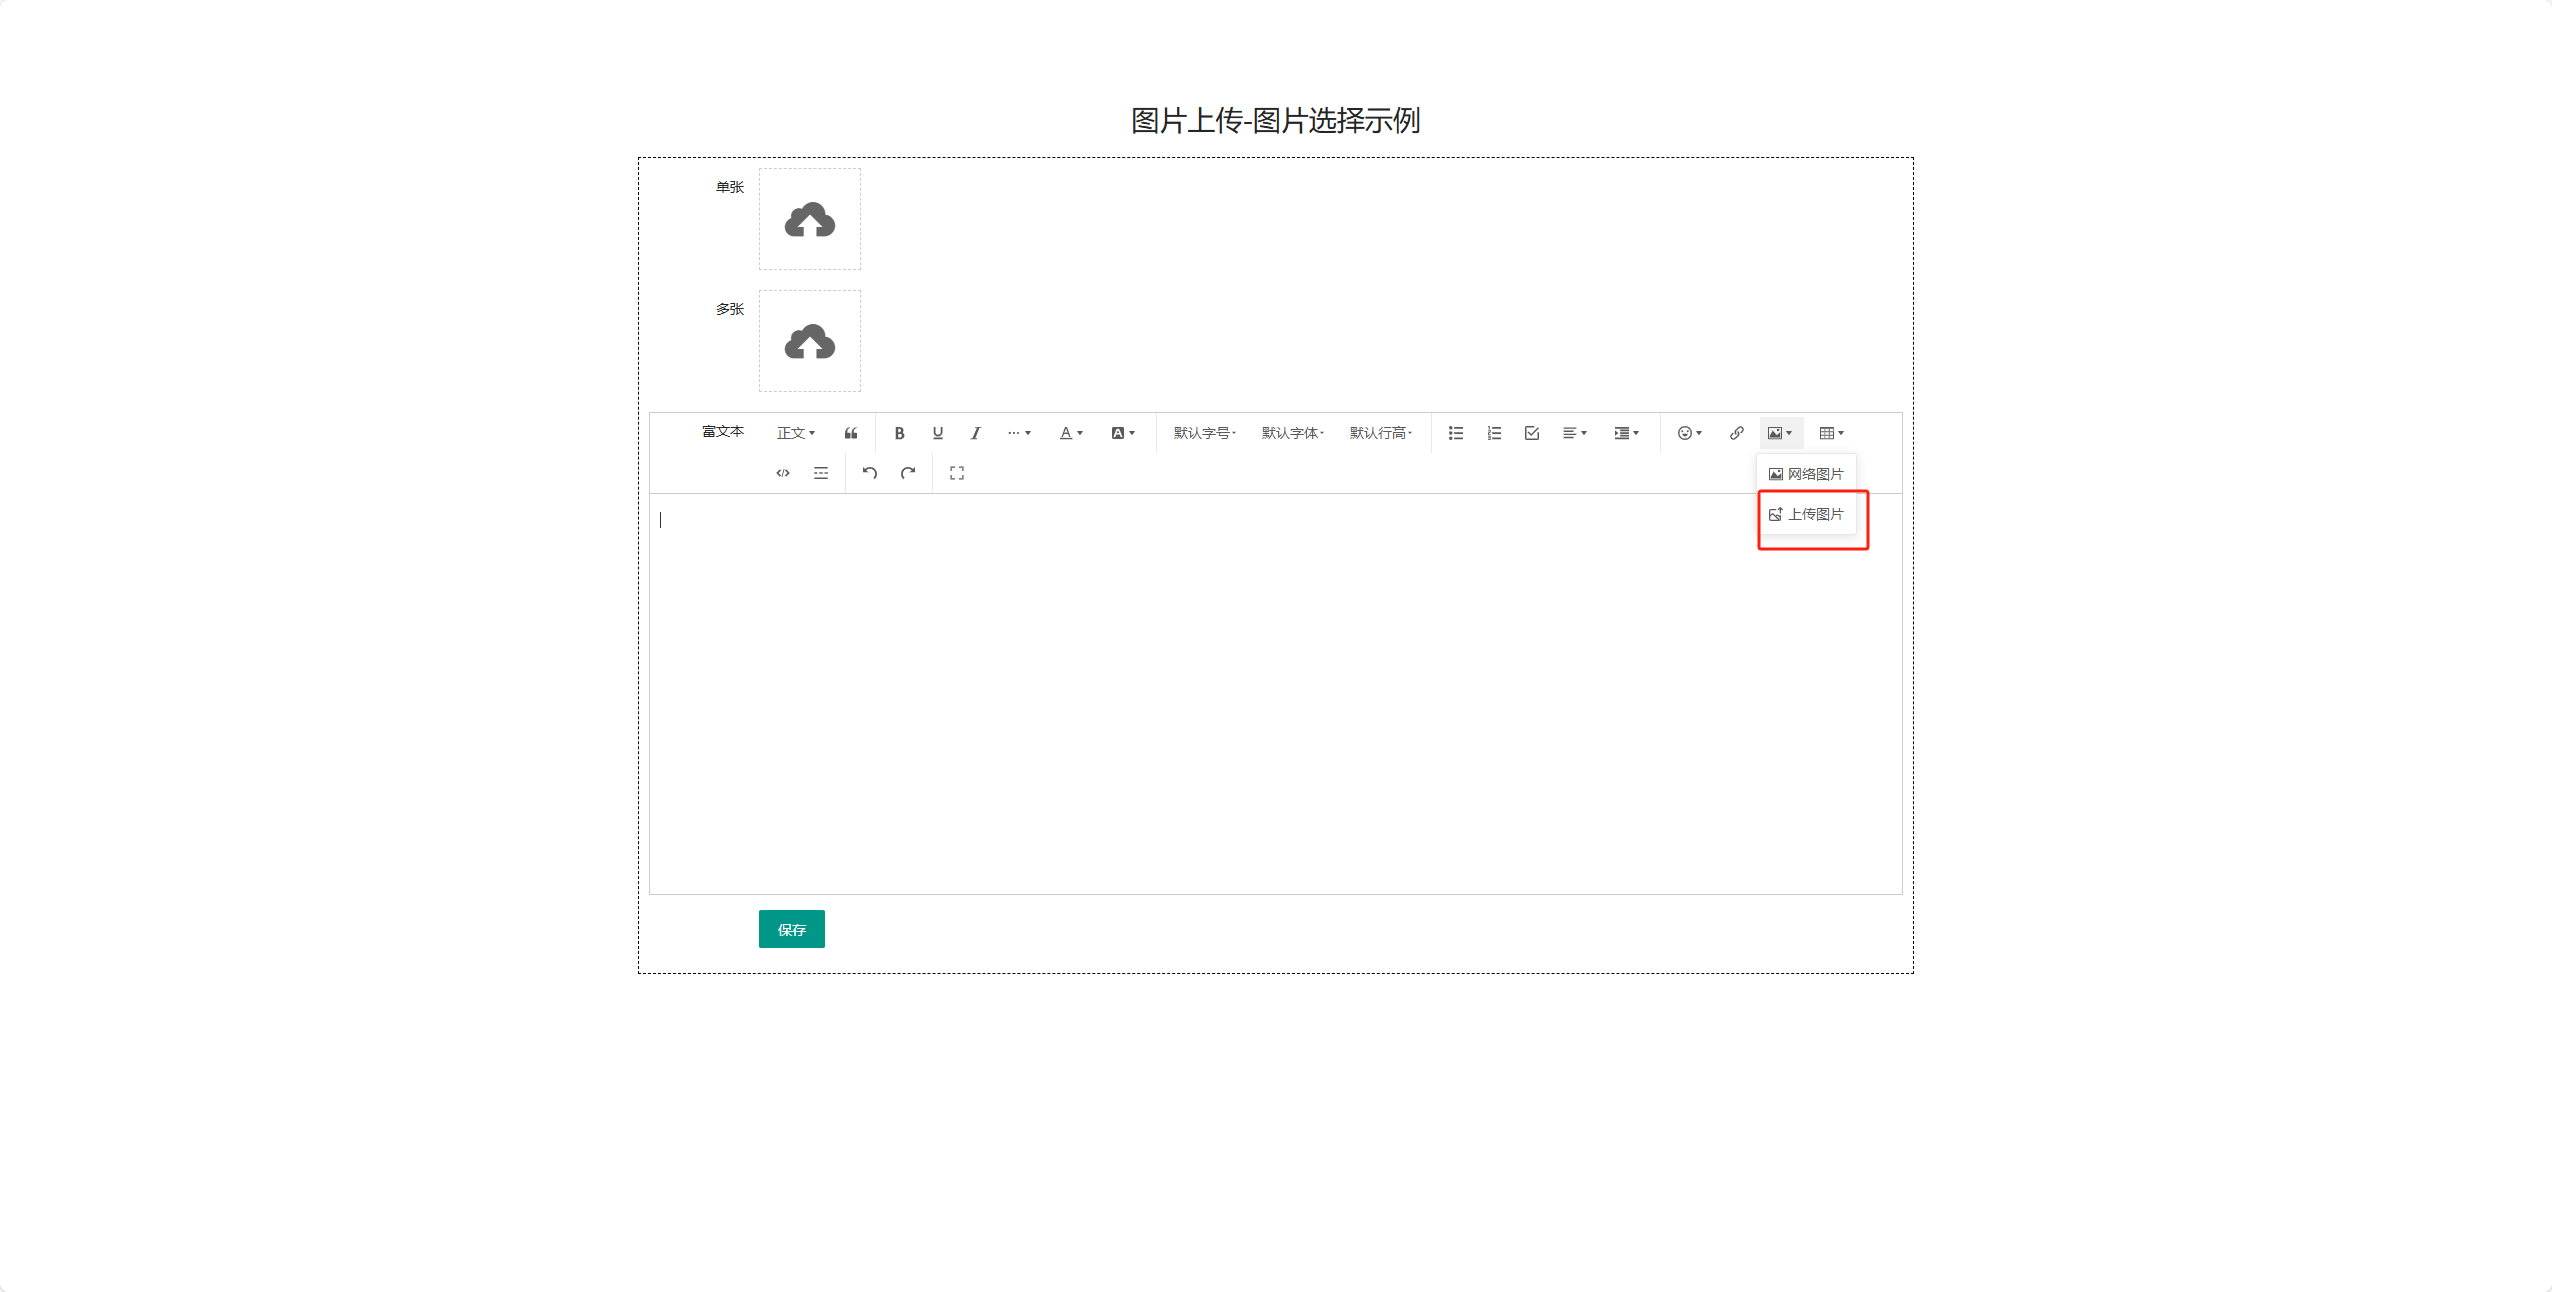 图片上传-图片选择示例
单张
多张
富文本 正文 默认字号 默认字体 默认行高
网络图片
上传图片
保存